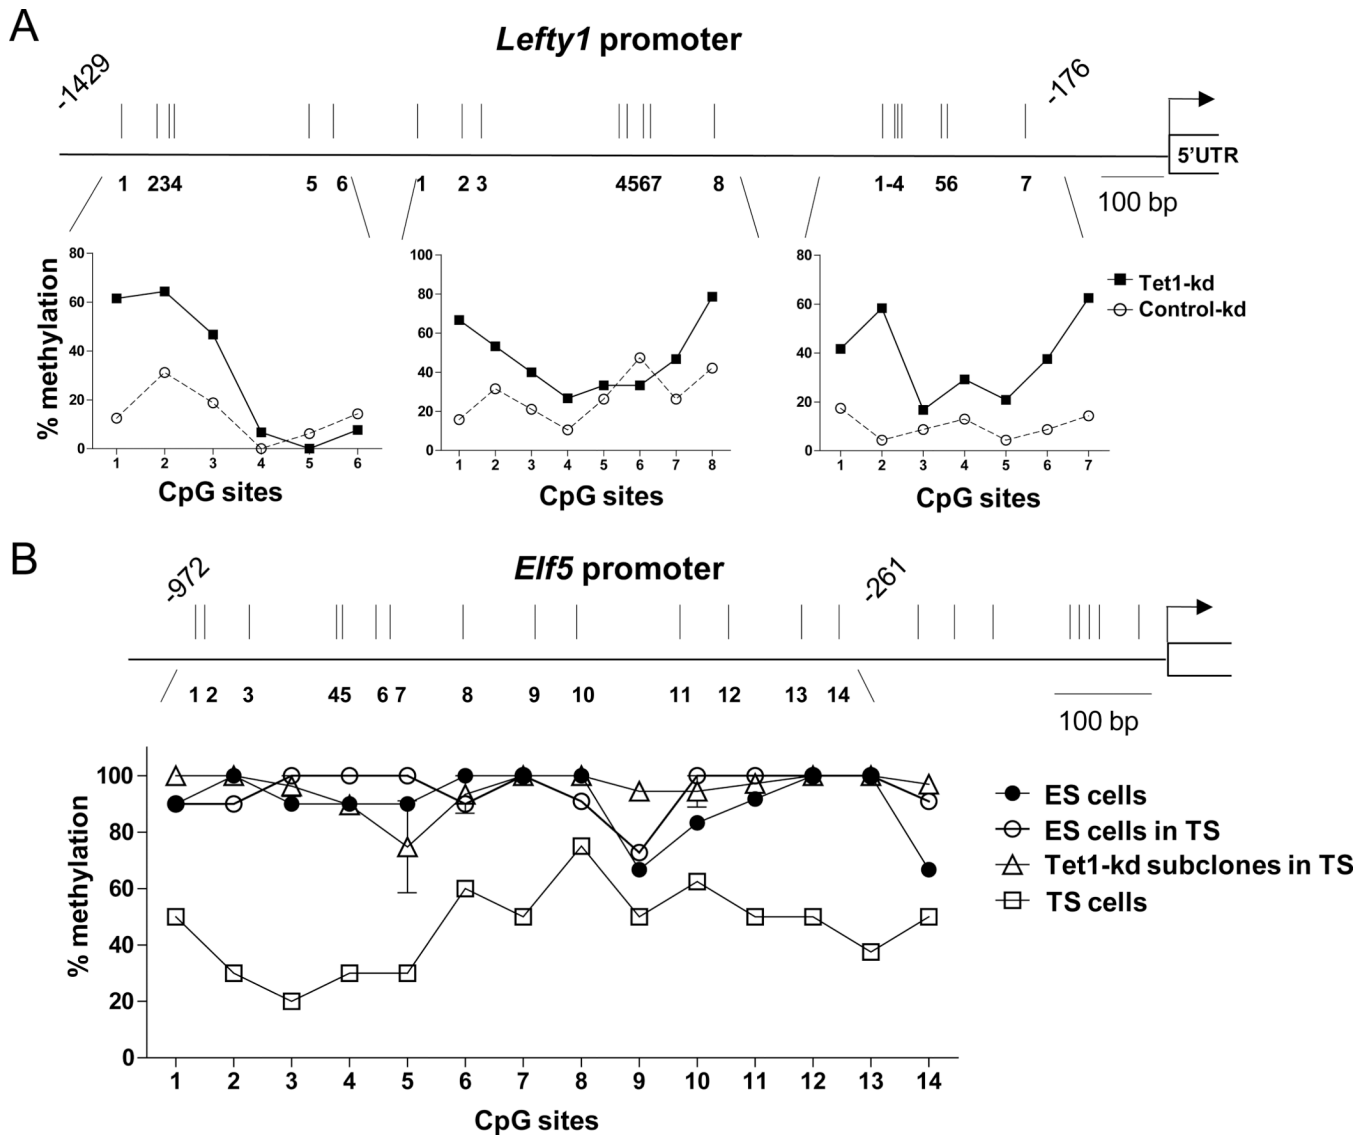 A
Lefty1 promoter
-1429
-176
5'UTR
1 234 5 6 1 2 3 4567 8 1-4 56 7
100 bp
% methylation
80
60
40
20
0
1 2 3 4 5 6
CpG sites
100
80
60
40
20
0
1 2 3 4 5 6 7 8
CpG sites
80
60
40
20
0
1 2 3 4 5 6 7
CpG sites
Tet1-kd
Control-kd
B
Elf5 promoter
-972
-261
1 2 3 45 6 7 8 9 10 11 12 13 14
100 bp
% methylation
100
80
60
40
20
0
1 2 3 4 5 6 7 8 9 10 11 12 13 14
CpG sites
ES cells
ES cells in TS
Tet1-kd subclones in TS
TS cells